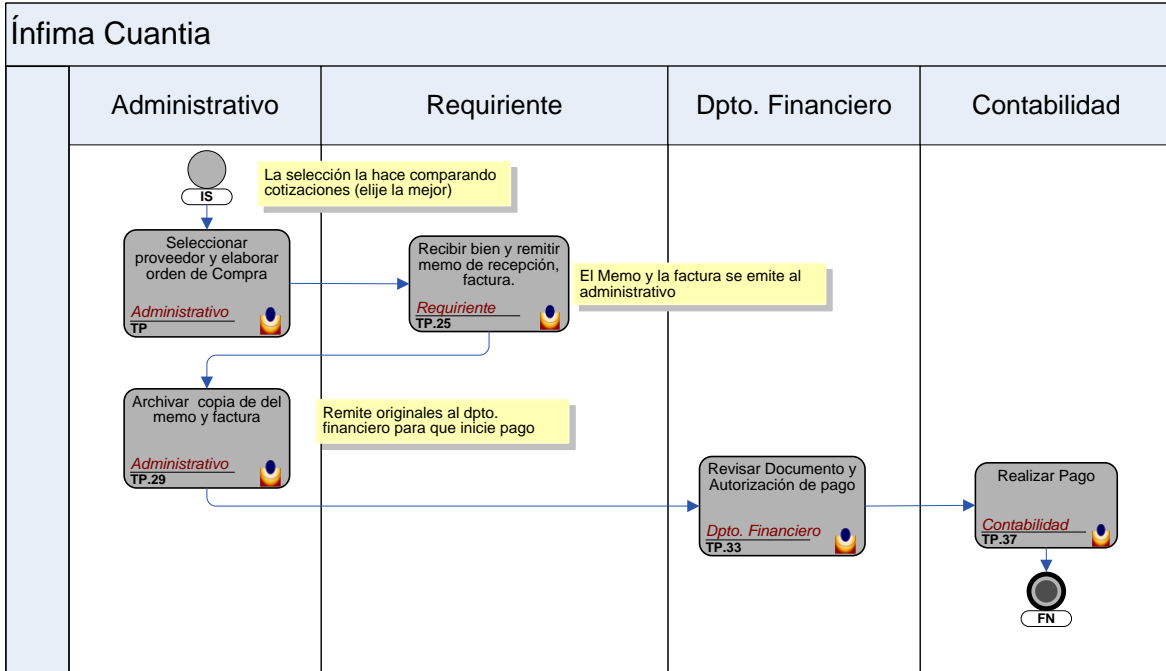 Ínfima Cuantia
Administrativo
Requiriente
Dpto. Financiero
Contabilidad
IS
La selección la hace comparando
cotizaciones (elije la mejor)
Seleccionar
proveedor y elaborar
orden de Compra
Administrativo
TP
Recibir bien y remitir
memo de recepción,
factura.
Requiriente
TP.25
El Memo y la factura se emite al
administrativo
Archivar copia de del
memo y factura
Administrativo
TP.29
Remite originales al dpto.
financiero para que inicie pago
Revisar Documento y
Autorización de pago
Dpto. Financiero
TP.33
Realizar Pago
Contabilidad
TP.37
FN